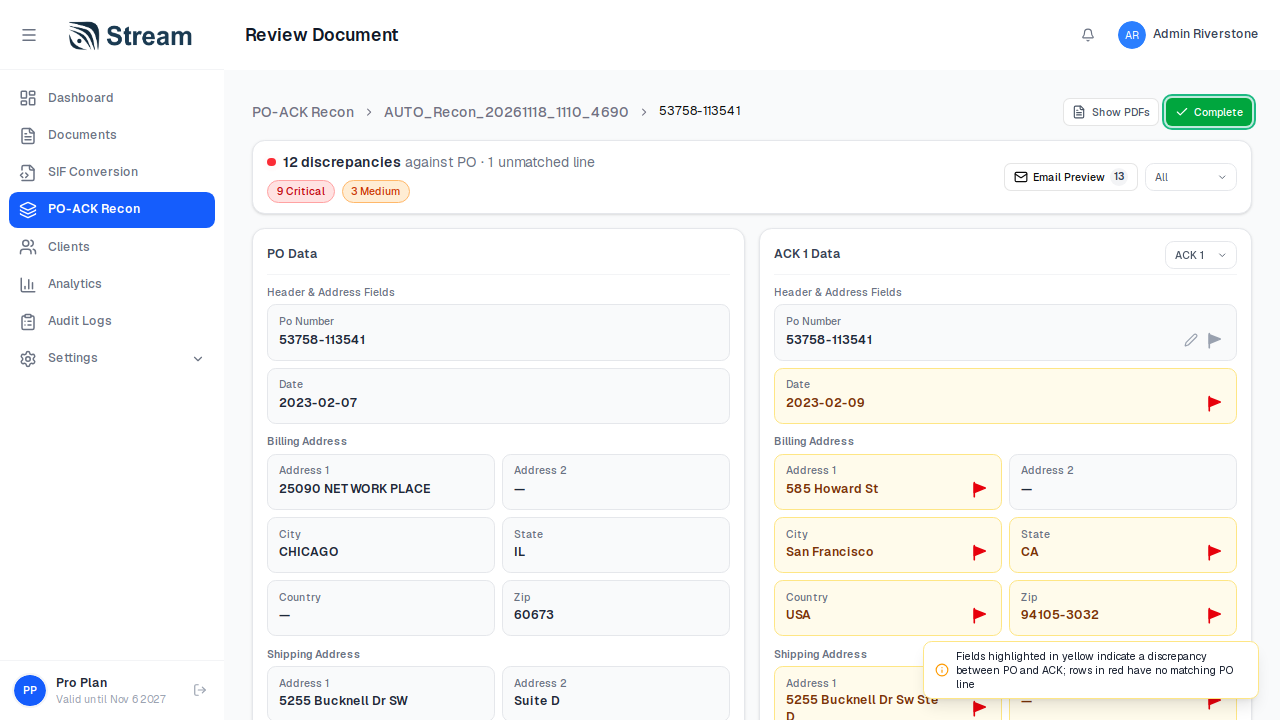 Stream
Review Document
AR
Admin Riverstone
Dashboard
Documents
SIF Conversion
PO-ACK Recon
Clients
Analytics
Audit Logs
Settings
PP
Pro Plan
Valid until Nov 6 2027
PO-ACK Recon > AUTO_Recon_20261118_1110_4690 > 53758-113541
Show PDFs
Complete
12 discrepancies against PO · 1 unmatched line
9 Critical
3 Medium
Email Preview 13
All
PO Data
Header & Address Fields
Po Number
53758-113541
Date
2023-02-07
Billing Address
Address 1
25090 NETWORK PLACE
Address 2
—
City
CHICAGO
State
IL
Country
—
Zip
60673
Shipping Address
Address 1
5255 Bucknell Dr SW
Address 2
Suite D
ACK 1 Data
ACK 1
Header & Address Fields
Po Number
53758-113541
Date
2023-02-09
Billing Address
Address 1
585 Howard St
Address 2
—
City
San Francisco
State
CA
Country
USA
Zip
94105-3032
Shipping Address
Address 1
5255 Bucknell Dr Sw Ste
D
—
Fields highlighted in yellow indicate a discrepancy
between PO and ACK; rows in red have no matching PO
line